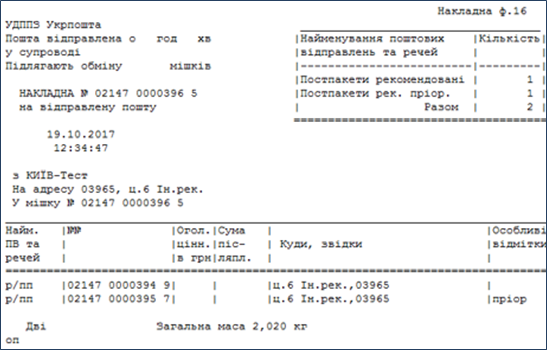 Накладна ф.16
УДППЗ Укрпошта
Пошта відправлена о год хв
у супроводі
Підлягають обміну мішків
Найменування поштових |Кількість
відправлень та речей |
Постпакети рекомендовані| 1
Постпакети рек. пріор. | 1
Разом | 2
НАКЛАДНА № 02147 0000396 5
на відправлену пошту
19.10.2017
12:34:47
з КИЇВ-Тест
На адресу 03965, ц.6 Ін.рек.
У мішку № 02147 0000396 5
Найм. |№№ |Огол.|Сума | |Особливі
ПВ та | |цінн.|піс- | Куди, звідки |відмітки
речей | |в грн|ляпл.| |
р/пп |02147 0000394 9| | |ц.6 Ін.рек.,03965 |
р/пп |02147 0000395 7| | |ц.6 Ін.рек.,03965 |пріор
Дві Загальна маса 2,020 кг
оп